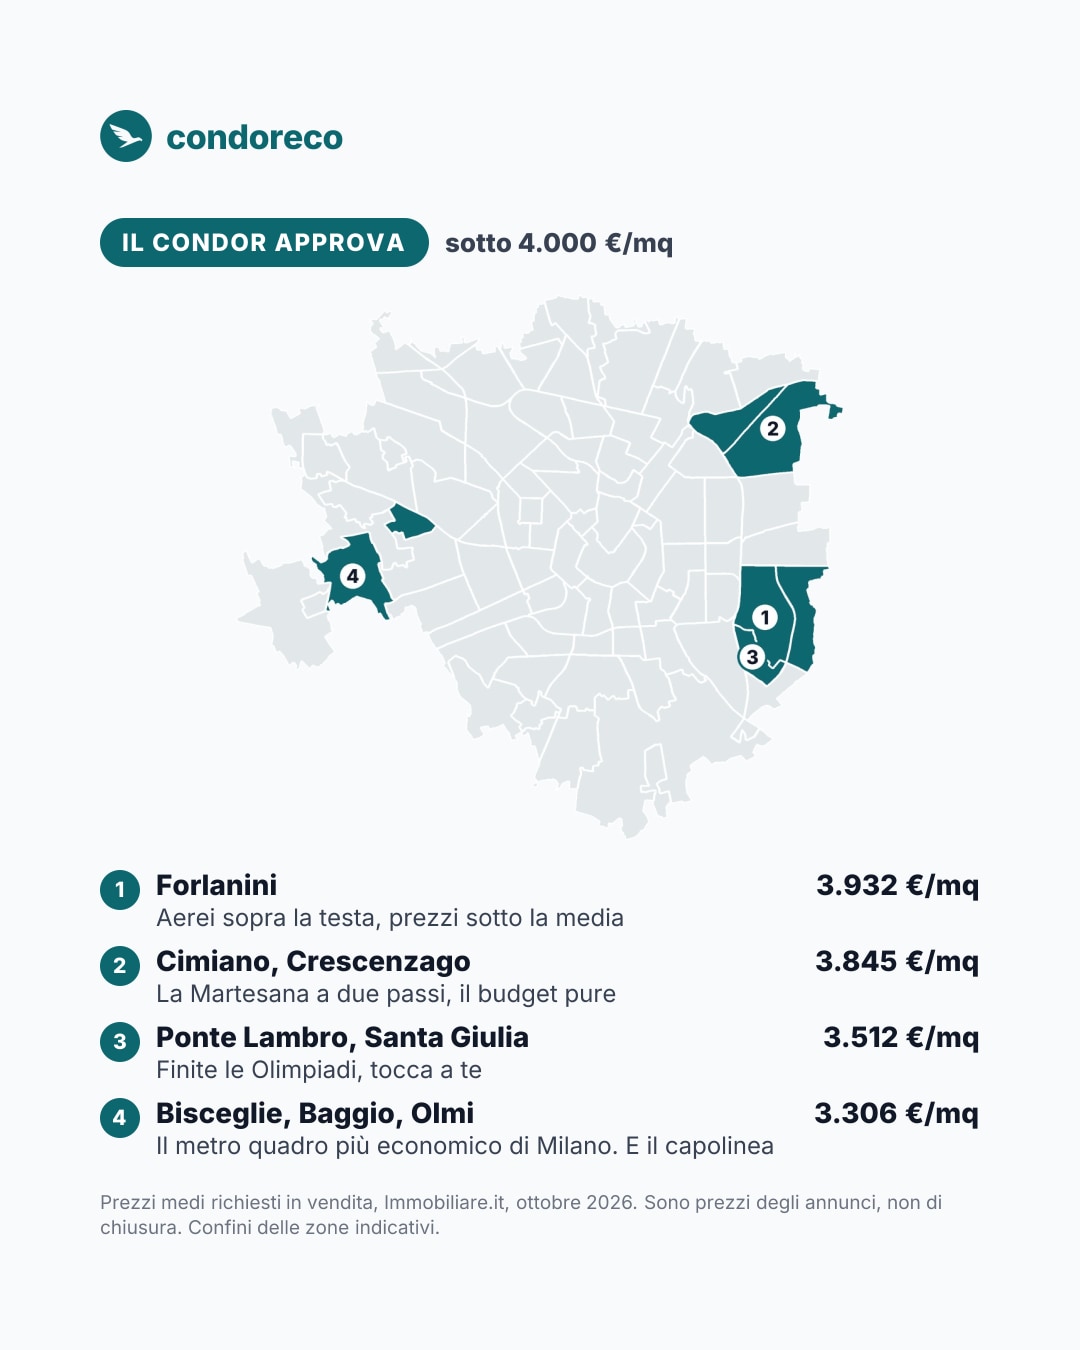 condoreco
IL CONDOR APPROVA sotto 4.000 €/mq
2
4
1
3
1 Forlanini 3.932 €/mq
Aerei sopra la testa, prezzi sotto la media
2 Cimiano, Crescenzago 3.845 €/mq
La Martesana a due passi, il budget pure
3 Ponte Lambro, Santa Giulia 3.512 €/mq
Finite le Olimpiadi, tocca a te
4 Bisceglie, Baggio, Olmi 3.306 €/mq
Il metro quadro più economico di Milano. E il capolinea
Prezzi medi richiesti in vendita, Immobiliare.it, ottobre 2026. Sono prezzi degli annunci, non di
chiusura. Confini delle zone indicativi.